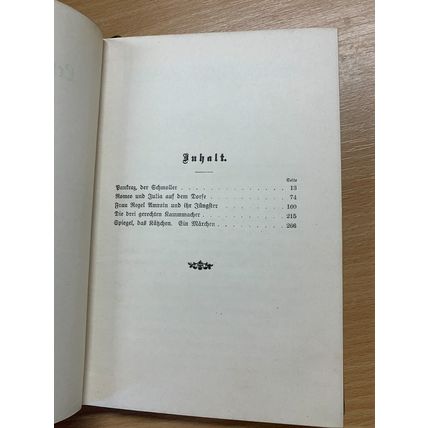 Inhalt.
Seite
Pankraz, der Schmoller . . . . . . . . . . . . 13
Romeo und Julia auf dem Dorfe . . . . . . . . . 74
Frau Regel Amrain und ihr Jüngster . . . . . . . 160
Die drei gerechten Kammmacher . . . . . . . . . 215
Spiegel, das Kätzchen. Ein Märchen . . . . . . . 266